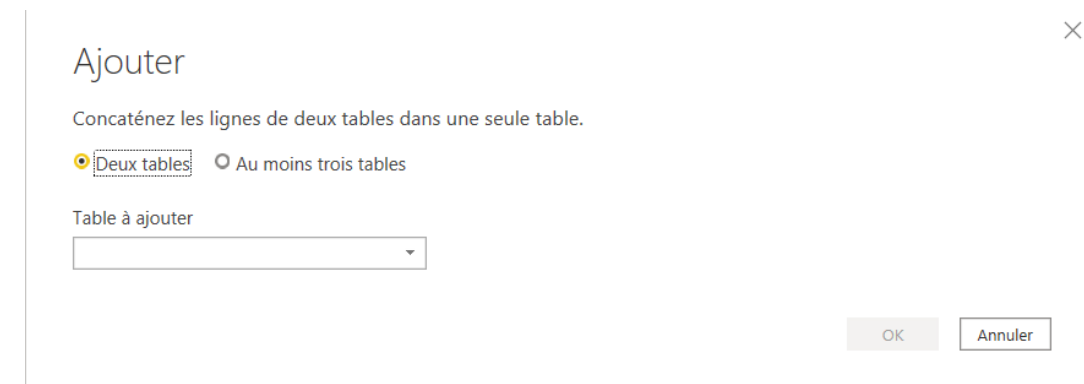 Ajouter
Concaténez les lignes de deux tables dans une seule table.
Deux tables Au moins trois tables
Table à ajouter
OK Annuler